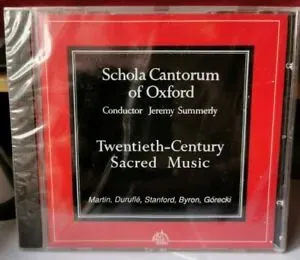 Schola Cantorum
of Oxford
Conductor Jeremy Summerly
Twentieth-Century
Sacred Music
Martin, Duruflé, Stanford, Byron, Górecki